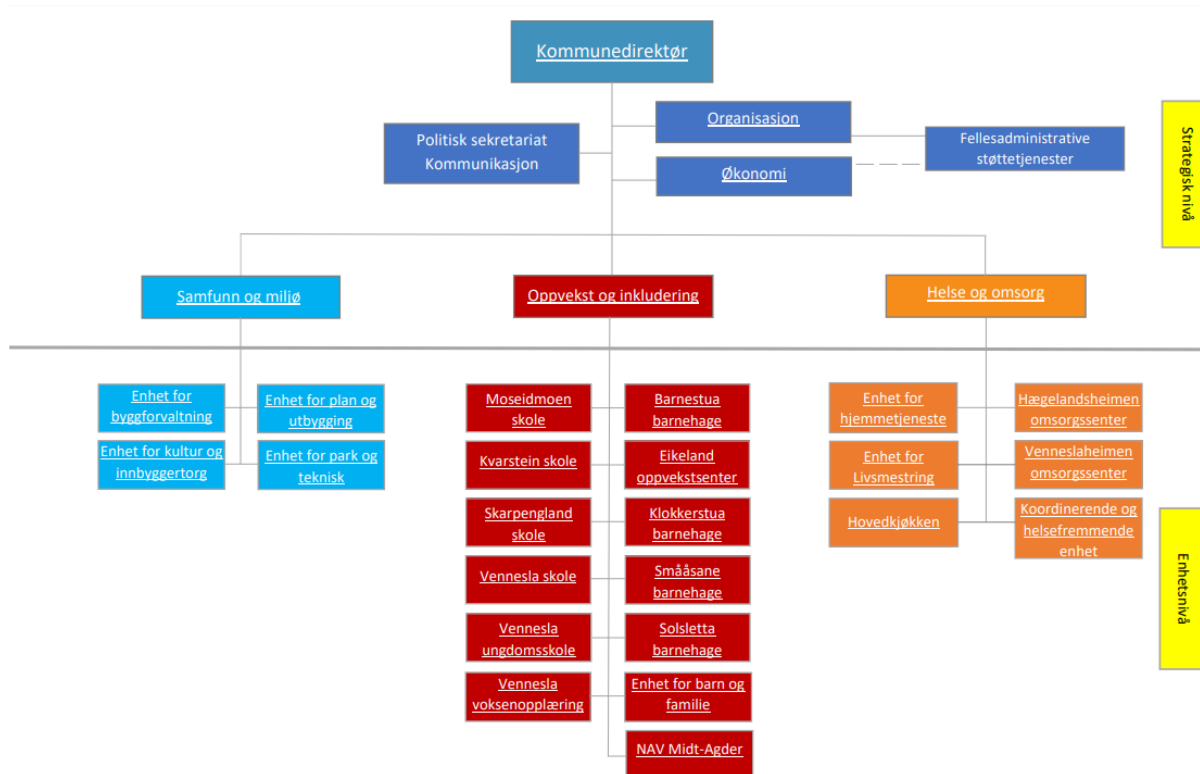 Kommunedirektør
Organisasjon
Politisk sekretariat
Kommunikasjon
Fellesadministrative
støttetjenester
Økonomi
Strategisk nivå
Samfunn og miljø
Oppvekst og inkludering
Helse og omsorg
Enhet for
byggforvaltning
Enhet for plan og
utbygging
Enhet for kultur og
innbyggertorg
Enhet for park og
teknisk
Moseidmoen
skole
Barnestua
barnehage
Kvarstein skole
Eikeland
oppvekstsenter
Skarpengland
skole
Klokkerstua
barnehage
Vennesla skole
Smååsane
barnehage
Vennesla
ungdomsskole
Solsletta
barnehage
Vennesla
voksenopplæring
Enhet for barn og
familie
NAV Midt-Agder
Enhet for
hjemmetjeneste
Hægelandsheimen
omsorgssenter
Enhet for
Livsmestring
Venneslaheimen
omsorgssenter
Hovedkjøkken
Koordinerende og
helsefremmende
enhet
Enhetsnivå